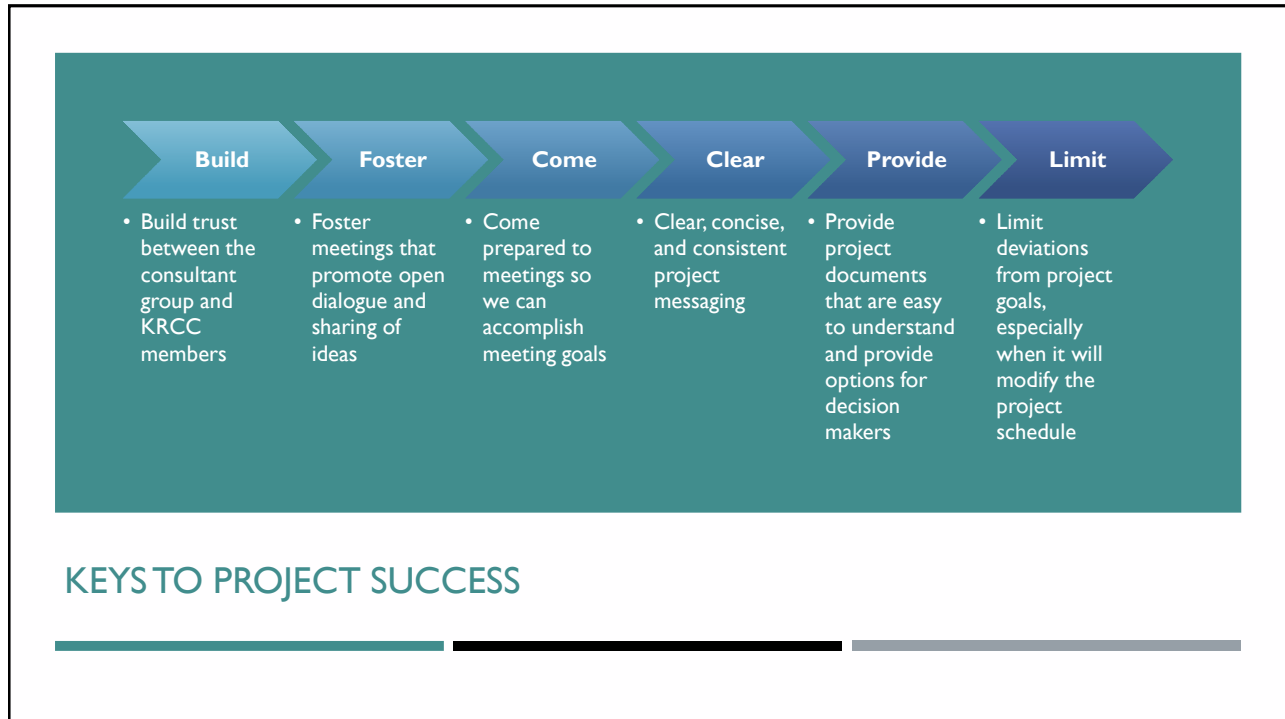 Build
Foster
Come
Clear
Provide
Limit
• Build trust
between the
consultant
group and
KRCC
members
• Foster
meetings that
promote open
dialogue and
sharing of
ideas
• Come
prepared to
meetings so
we can
accomplish
meeting goals
• Clear, concise,
and consistent
project
messaging
• Provide
project
documents
that are easy
to understand
and provide
options for
decision
makers
• Limit
deviations
from project
goals,
especially
when it will
modify the
project
schedule
KEYS TO PROJECT SUCCESS